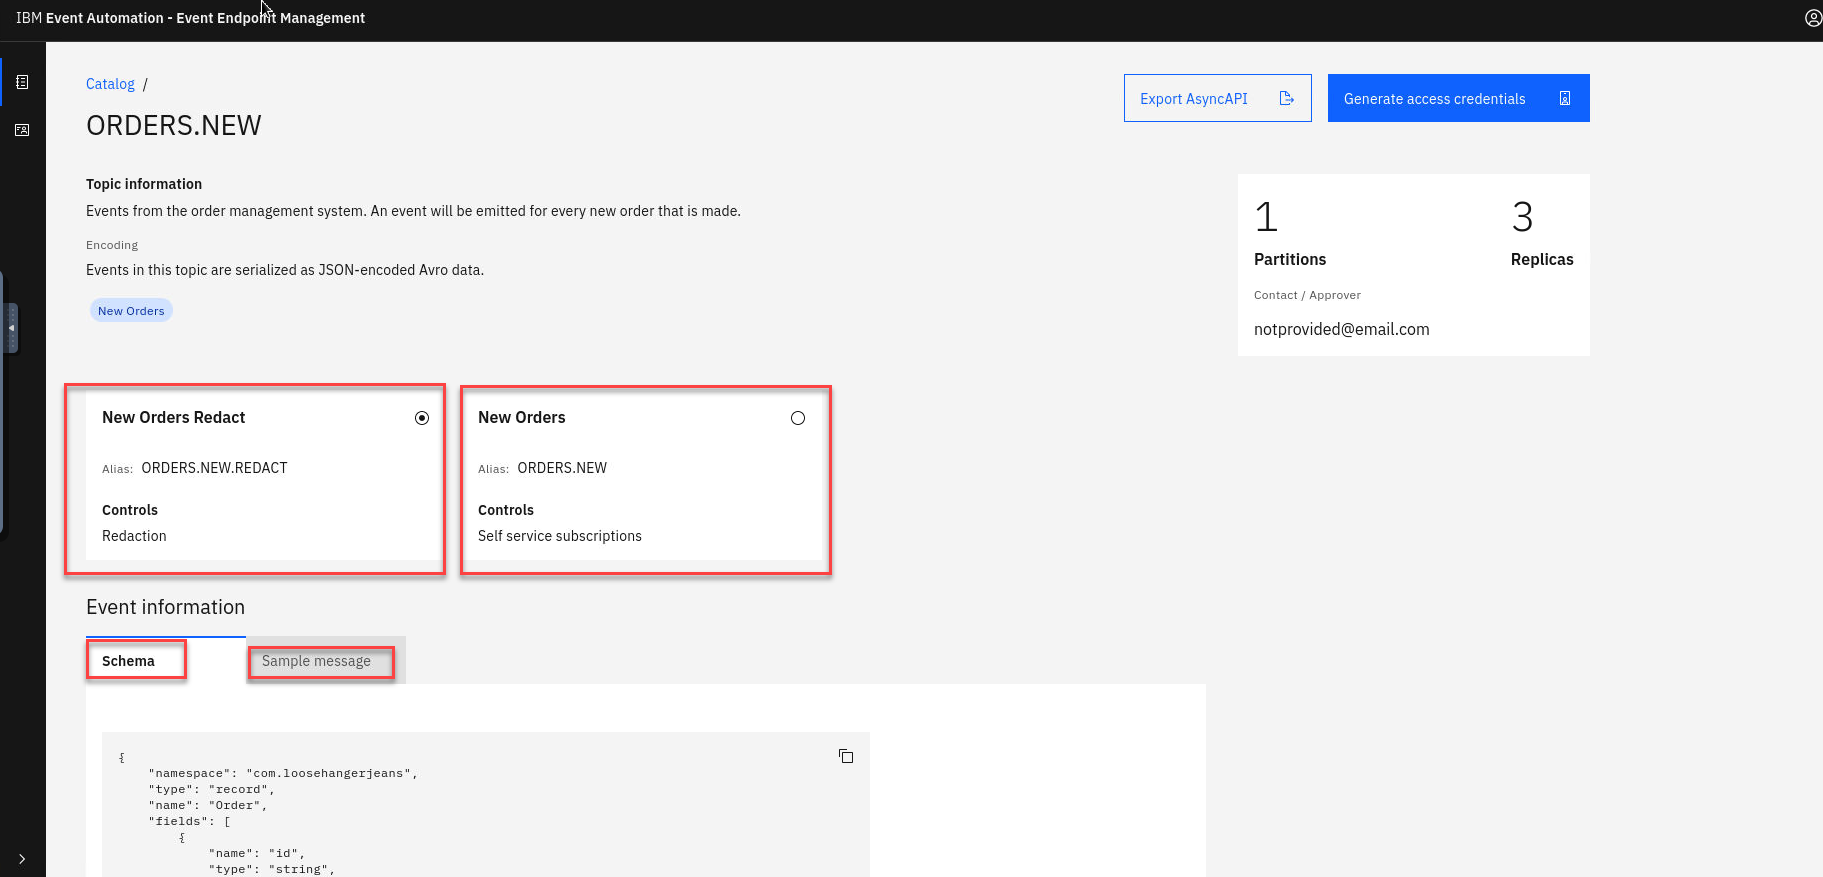 IBM Event Automation - Event Endpoint Management
Catalog /
ORDERS.NEW
Export AsyncAPI
Generate access credentials
Topic information
Events from the order management system. An event will be emitted for every new order that is made.
Encoding
Events in this topic are serialized as JSON-encoded Avro data.
New Orders
1
Partitions
3
Replicas
Contact / Approver
notprovided@email.com
New Orders Redact
Alias: ORDERS.NEW.REDACT
Controls
Redaction
New Orders
Alias: ORDERS.NEW
Controls
Self service subscriptions
Event information
Schema
Sample message
{
"namespace": "com.loosehangerjeans",
"type": "record",
"name": "Order",
"fields": [
{
"name": "id",
"type": "string",